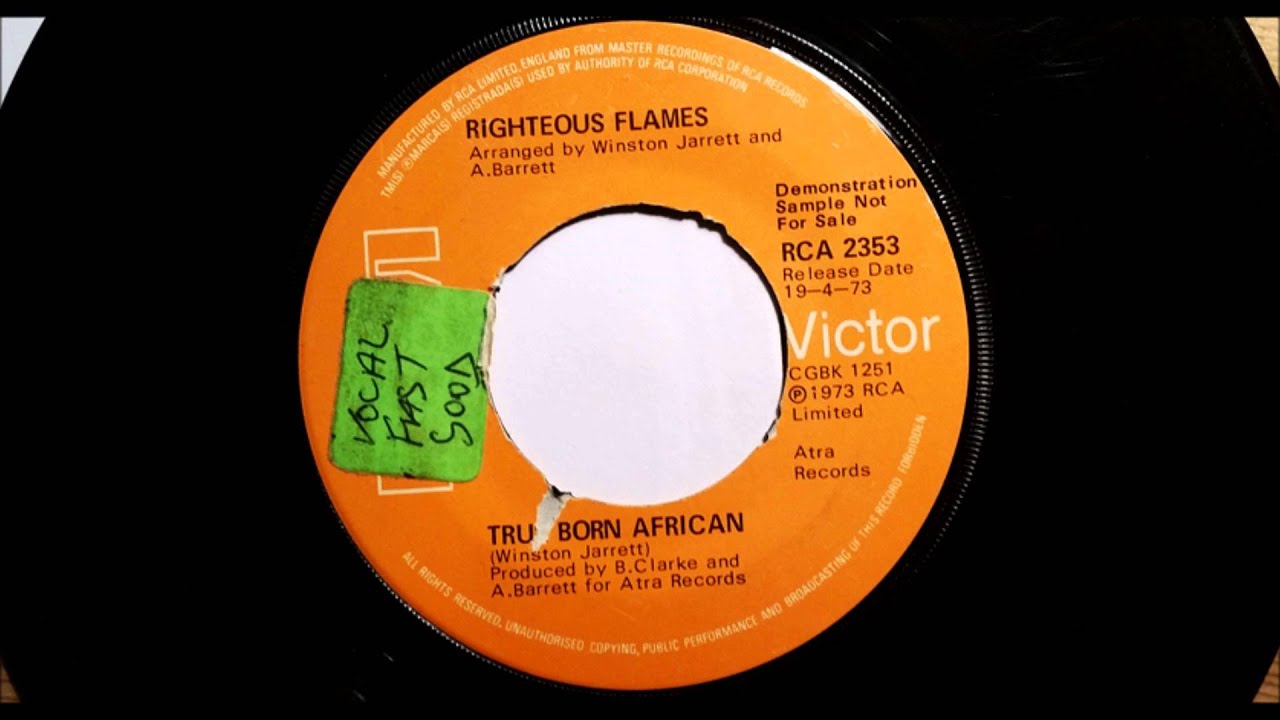 MANUFACTURED BY RCA LIMITED, ENGLAND FROM MASTER RECORDINGS OF RCA RECORDS
TM(S) ® MARCA(S) REGISTRADA(S) USED BY AUTHORITY OF RCA CORPORATION
RIGHTEOUS FLAMES
Arranged by Winston Jarrett and
A.Barrett
Demonstration
Sample Not
For Sale
RCA 2353
Release Date
19-4-73
Victor
CGBK 1251
Ⓟ1973 RCA
Limited
Atra
Records
VOCAL
FAST
GOOD
TRU BORN AFRICAN
(Winston Jarrett)
Produced by B.Clarke and
A.Barrett for Atra Records
ALL RIGHTS RESERVED. UNAUTHORISED COPYING, PUBLIC PERFORMANCE AND BROADCASTING OF THIS RECORD FORBIDDEN